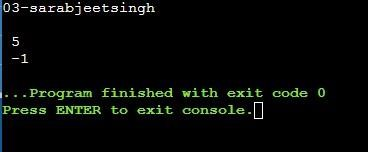 03-sarabjeetsingh
5
-1
...Program finished with exit code 0
Press ENTER to exit console.